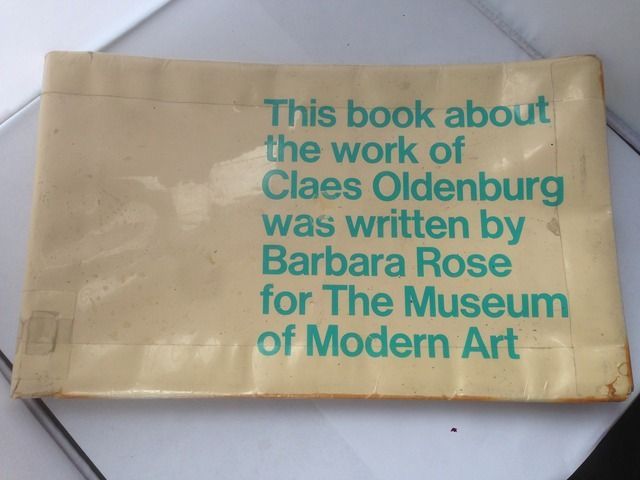 This book about
the work of
Claes Oldenburg
was written by
Barbara Rose
for The Museum
of Modern Art